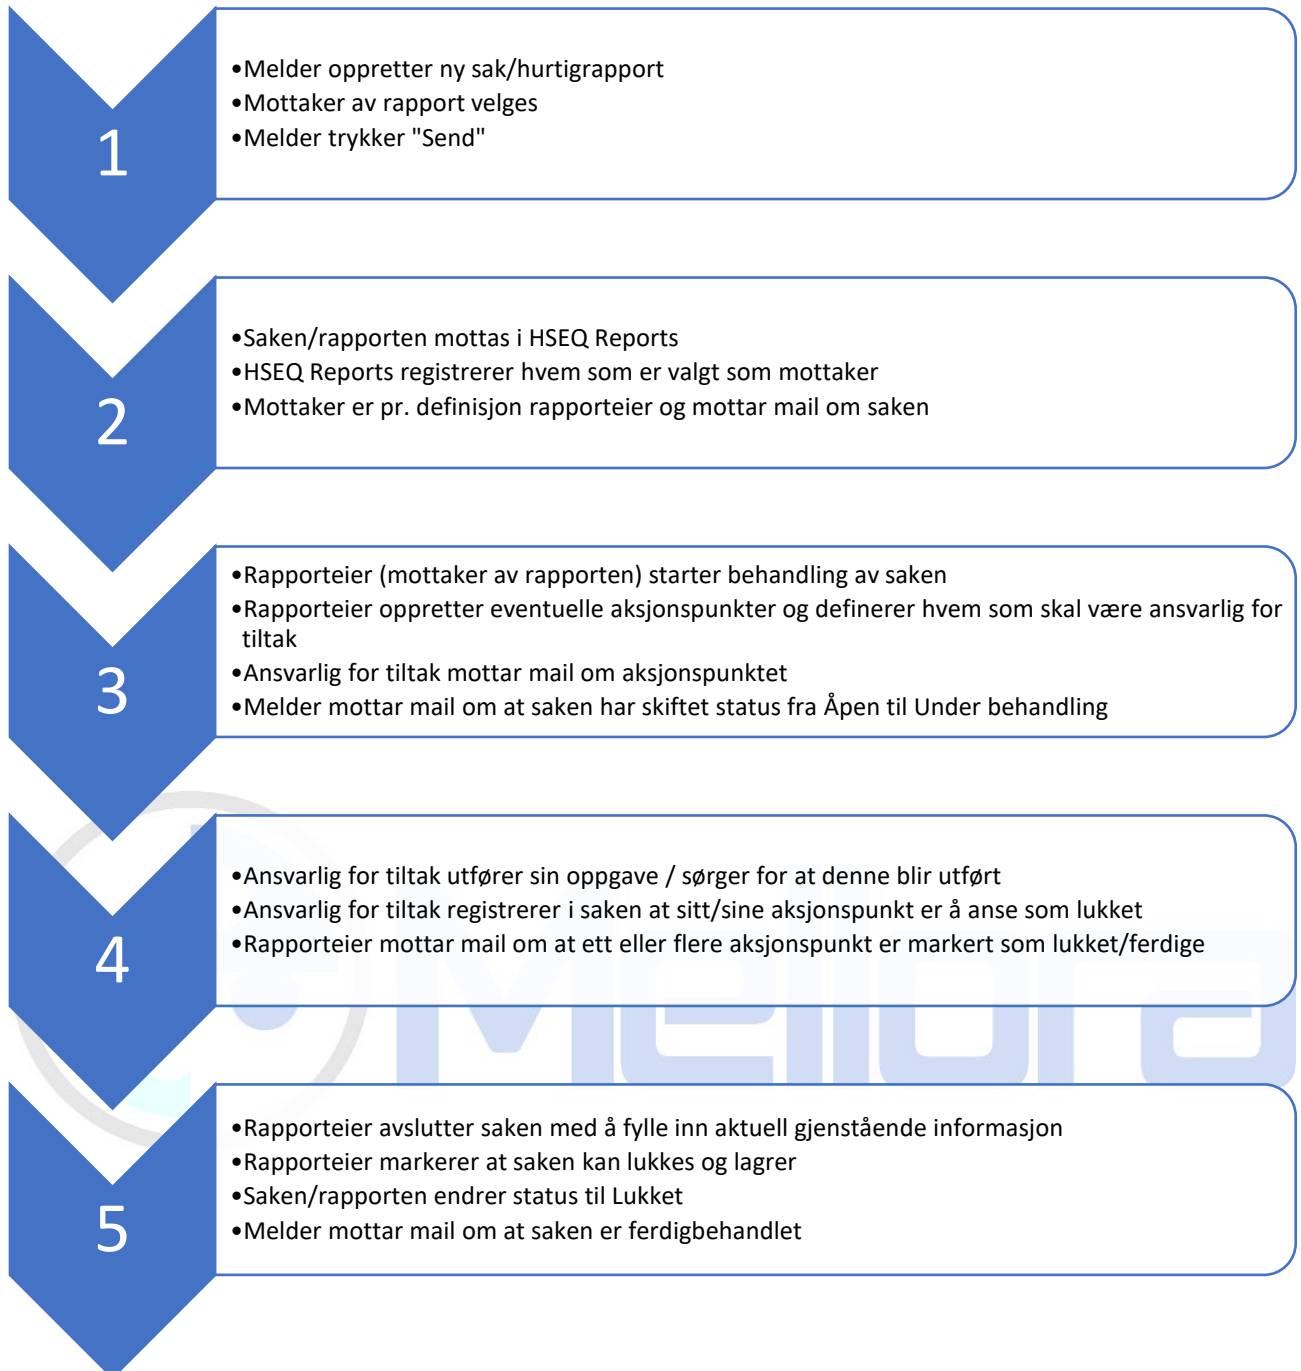 1
•Melder oppretter ny sak/hurtigrapport
•Mottaker av rapport velges
•Melder trykker "Send"
2
•Saken/rapporten mottas i HSEQ Reports
•HSEQ Reports registrerer hvem som er valgt som mottaker
•Mottaker er pr. definisjon rapporteier og mottar mail om saken
3
•Rapporteier (mottaker av rapporten) starter behandling av saken
•Rapporteier oppretter eventuelle aksjonspunkter og definerer hvem som skal være ansvarlig for
tiltak
•Ansvarlig for tiltak mottar mail om aksjonspunktet
•Melder mottar mail om at saken har skiftet status fra Åpen til Under behandling
4
•Ansvarlig for tiltak utfører sin oppgave / sørger for at denne blir utført
•Ansvarlig for tiltak registrerer i saken at sitt/sine aksjonspunkt er å anse som lukket
•Rapporteier mottar mail om at ett eller flere aksjonspunkt er markert som lukket/ferdige
Meliora
5
•Rapporteier avslutter saken med å fylle inn aktuell gjenstående informasjon
•Rapporteier markerer at saken kan lukkes og lagrer
•Saken/rapporten endrer status til Lukket
•Melder mottar mail om at saken er ferdigbehandlet